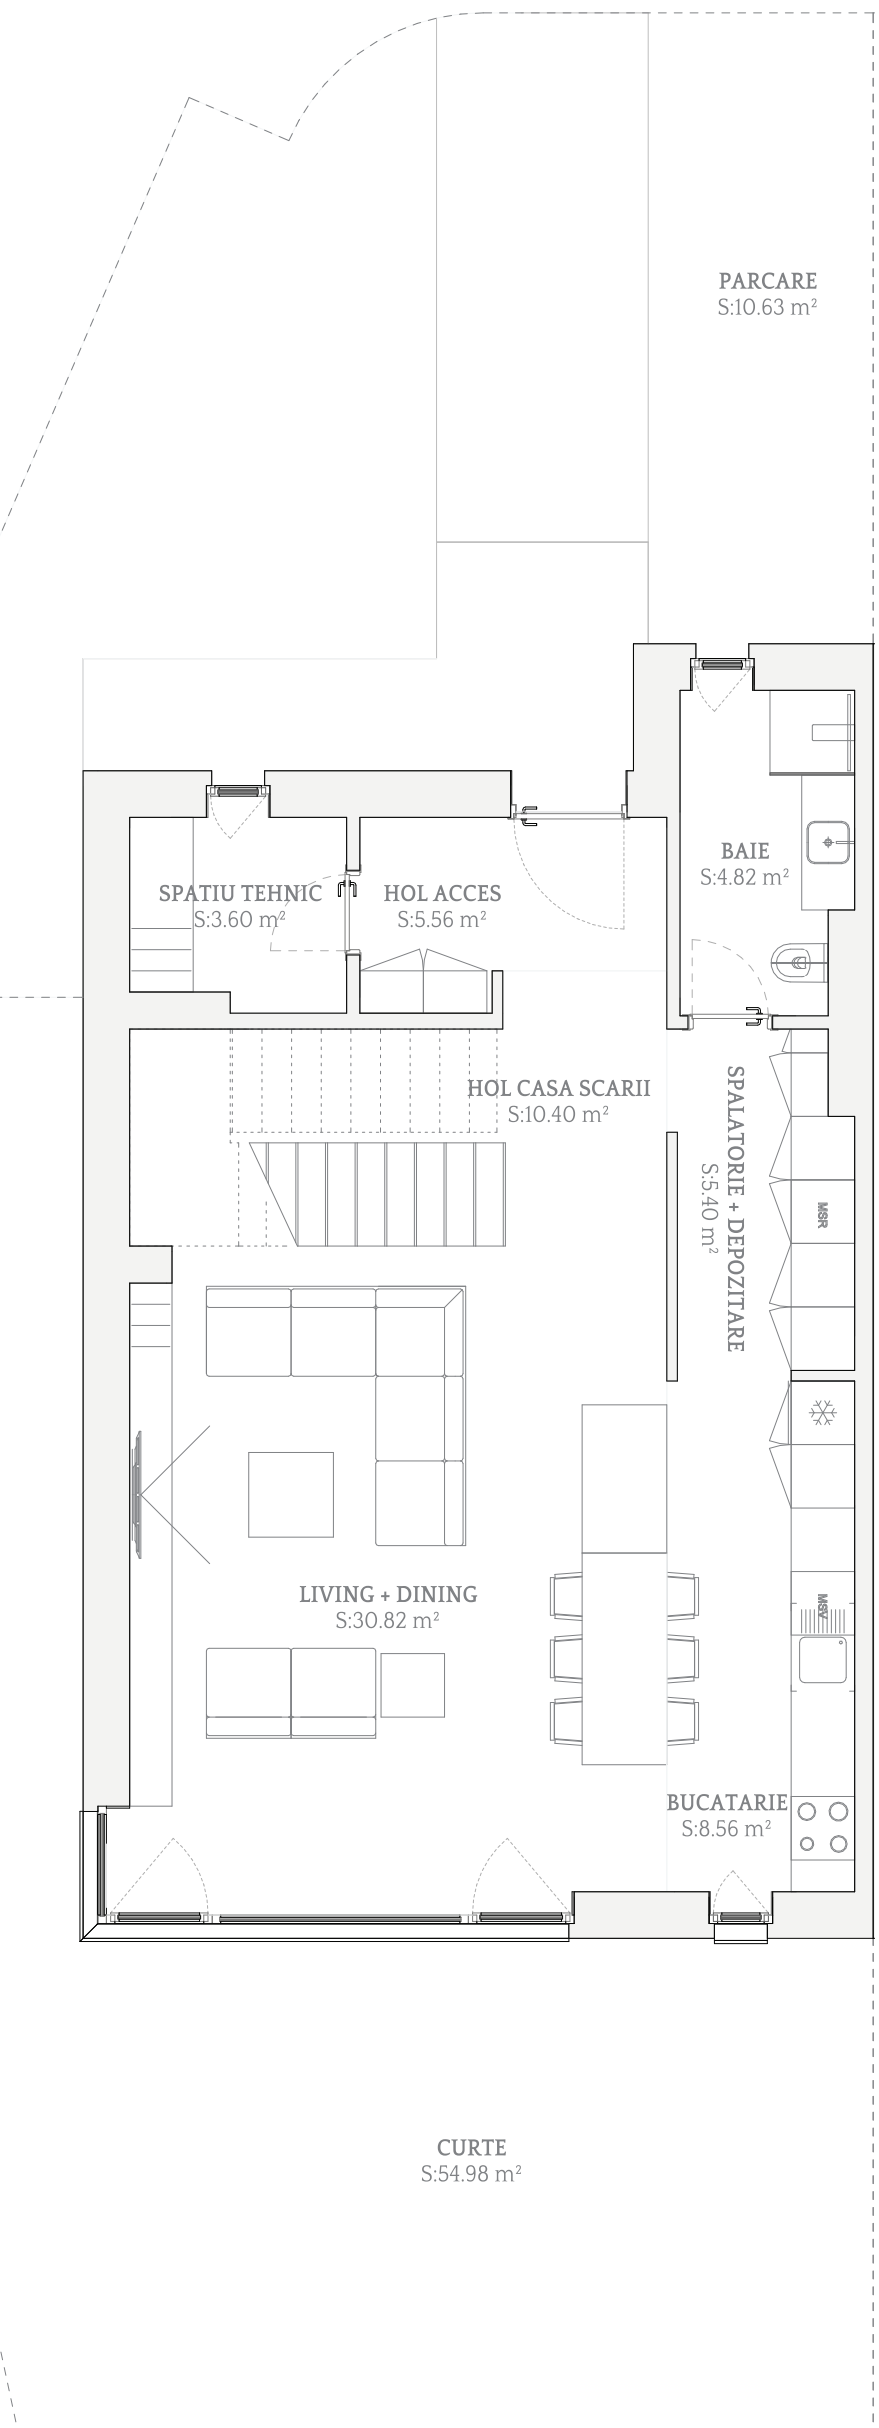 PARCARE
S:10.63 m²
BAIE
S:4.82 m²
SPATIU TEHNIC
S:3.60 m²
HOL ACCES
S:5.56 m²
HOL CASA SCARII
S:10.40 m²
SPALATORIE + DEPOZITARE
S:5.40 m²
MSR
LIVING + DINING
S:30.82 m²
MSV
BUCATARIE
S:8.56 m²
CURTE
S:54.98 m²